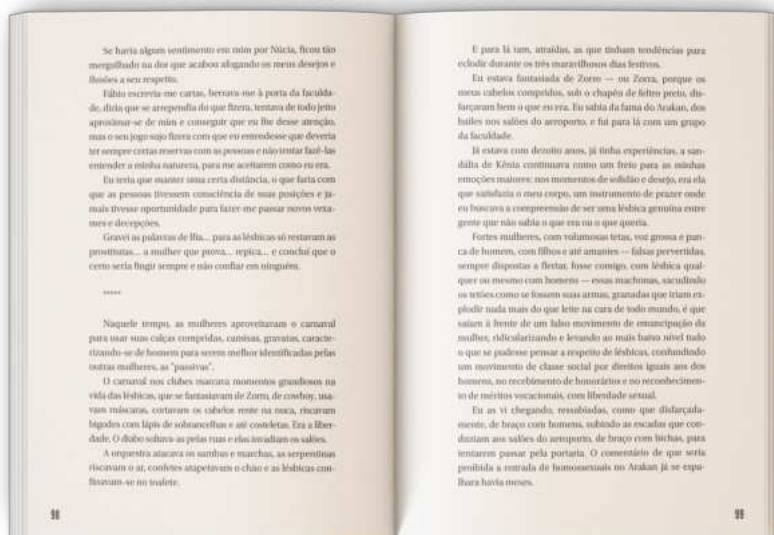 Se havia algum sentimento em mim por Núcia, ficou tão
mergulhado na dor que acabou afogando os meus desejos e
ilusões a seu respeito.
Fábio escrevia-me cartas, berrava-me à porta da faculda-
de, dizia que se arrependia do que fizera, tentava de todo jeito
aproximar-se de mim e conseguir que eu lhe desse atenção,
mas o seu jogo sujo fizera com que eu entendesse que deveria
ter sempre certas reservas com as pessoas e não tentar fazê-las
entender a minha natureza, para me aceitarem como eu era.
Eu teria que manter uma certa distância, o que faria com
que as pessoas tivessem consciência de suas posições e ja-
mais tivesse oportunidade para fazer-me passar novos vexa-
mes e decepções.
Gravei as palavras de Bia... para as lésbicas só restaram as
prostitutas... a mulher que prova... repica... e concluí que o
certo seria fingir sempre e não confiar em ninguém.
*****
Naquele tempo, as mulheres aproveitavam o carnaval
para usar suas calças compridas, camisas, gravatas, caracte-
rizando-se de homem para serem melhor identificadas pelas
outras mulheres, as "passivas".
O carnaval nos clubes marcava momentos grandiosos na
vida das lésbicas, que se fantasiavam de Zorro, de cowboy, usa-
vam máscaras, cortavam os cabelos rente na nuca, riscavam
bigodes com lápis de sobrancelhas e até costeletas. Era a liber-
dade. O diabo soltava-as pelas ruas e elas invadiam os salões.
A orquestra atacava os sambas e marchas, as serpentinas
riscavam o ar, confetes atapetavam o chão e as lésbicas con-
finavam-se no toalete.
98
E para lá iam, atraídas, as que tinham tendências para
eclodir durante os três maravilhosos dias festivos.
Eu estava fantasiada de Zorro — ou Zorra, porque os
meus cabelos compridos, sob o chapéu de feltro preto, dis-
farçaram bem o que eu era. Eu sabia da fama do Arakan, dos
bailes nos salões do aeroporto, e fui para lá com um grupo
da faculdade.
Já estava com dezoito anos, já tinha experiências, a san-
dália de Kênia continuava como um freio para as minhas
emoções maiores: nos momentos de solidão e desejo, era ela
que satisfazia o meu corpo, um instrumento de prazer onde
eu buscava a compreensão de ser uma lésbica genuína entre
gente que não sabia o que era ou o que queria.
Fortes mulheres, com volumosas tetas, voz grossa e pan-
ca de homem, com filhos e até amantes — falsas pervertidas,
sempre dispostas a flertar, fosse comigo, com lésbica qual-
quer ou mesmo com homens — essas machonas, sacudindo
os tetões como se fossem suas armas, granadas que iriam ex-
plodir nada mais do que leite na cara de todo mundo, é que
saíam à frente de um falso movimento de emancipação da
mulher, ridicularizando e levando ao mais baixo nível tudo
o que se pudesse pensar a respeito de lésbicas, confundindo
um movimento de classe social por direitos iguais aos dos
homens, no recebimento de honorários e no reconhecimen-
to de méritos vocacionais, com liberdade sexual.
Eu as vi chegando, ressabiadas, como que disfarçada-
mente, de braço com homens, subindo as escadas que con-
duziam aos salões do aeroporto, de braço com bichas, para
tentarem passar pela portaria. O comentário de que seria
proibida a entrada de homossexuais no Arakan já se espa-
lhara havia meses.
99